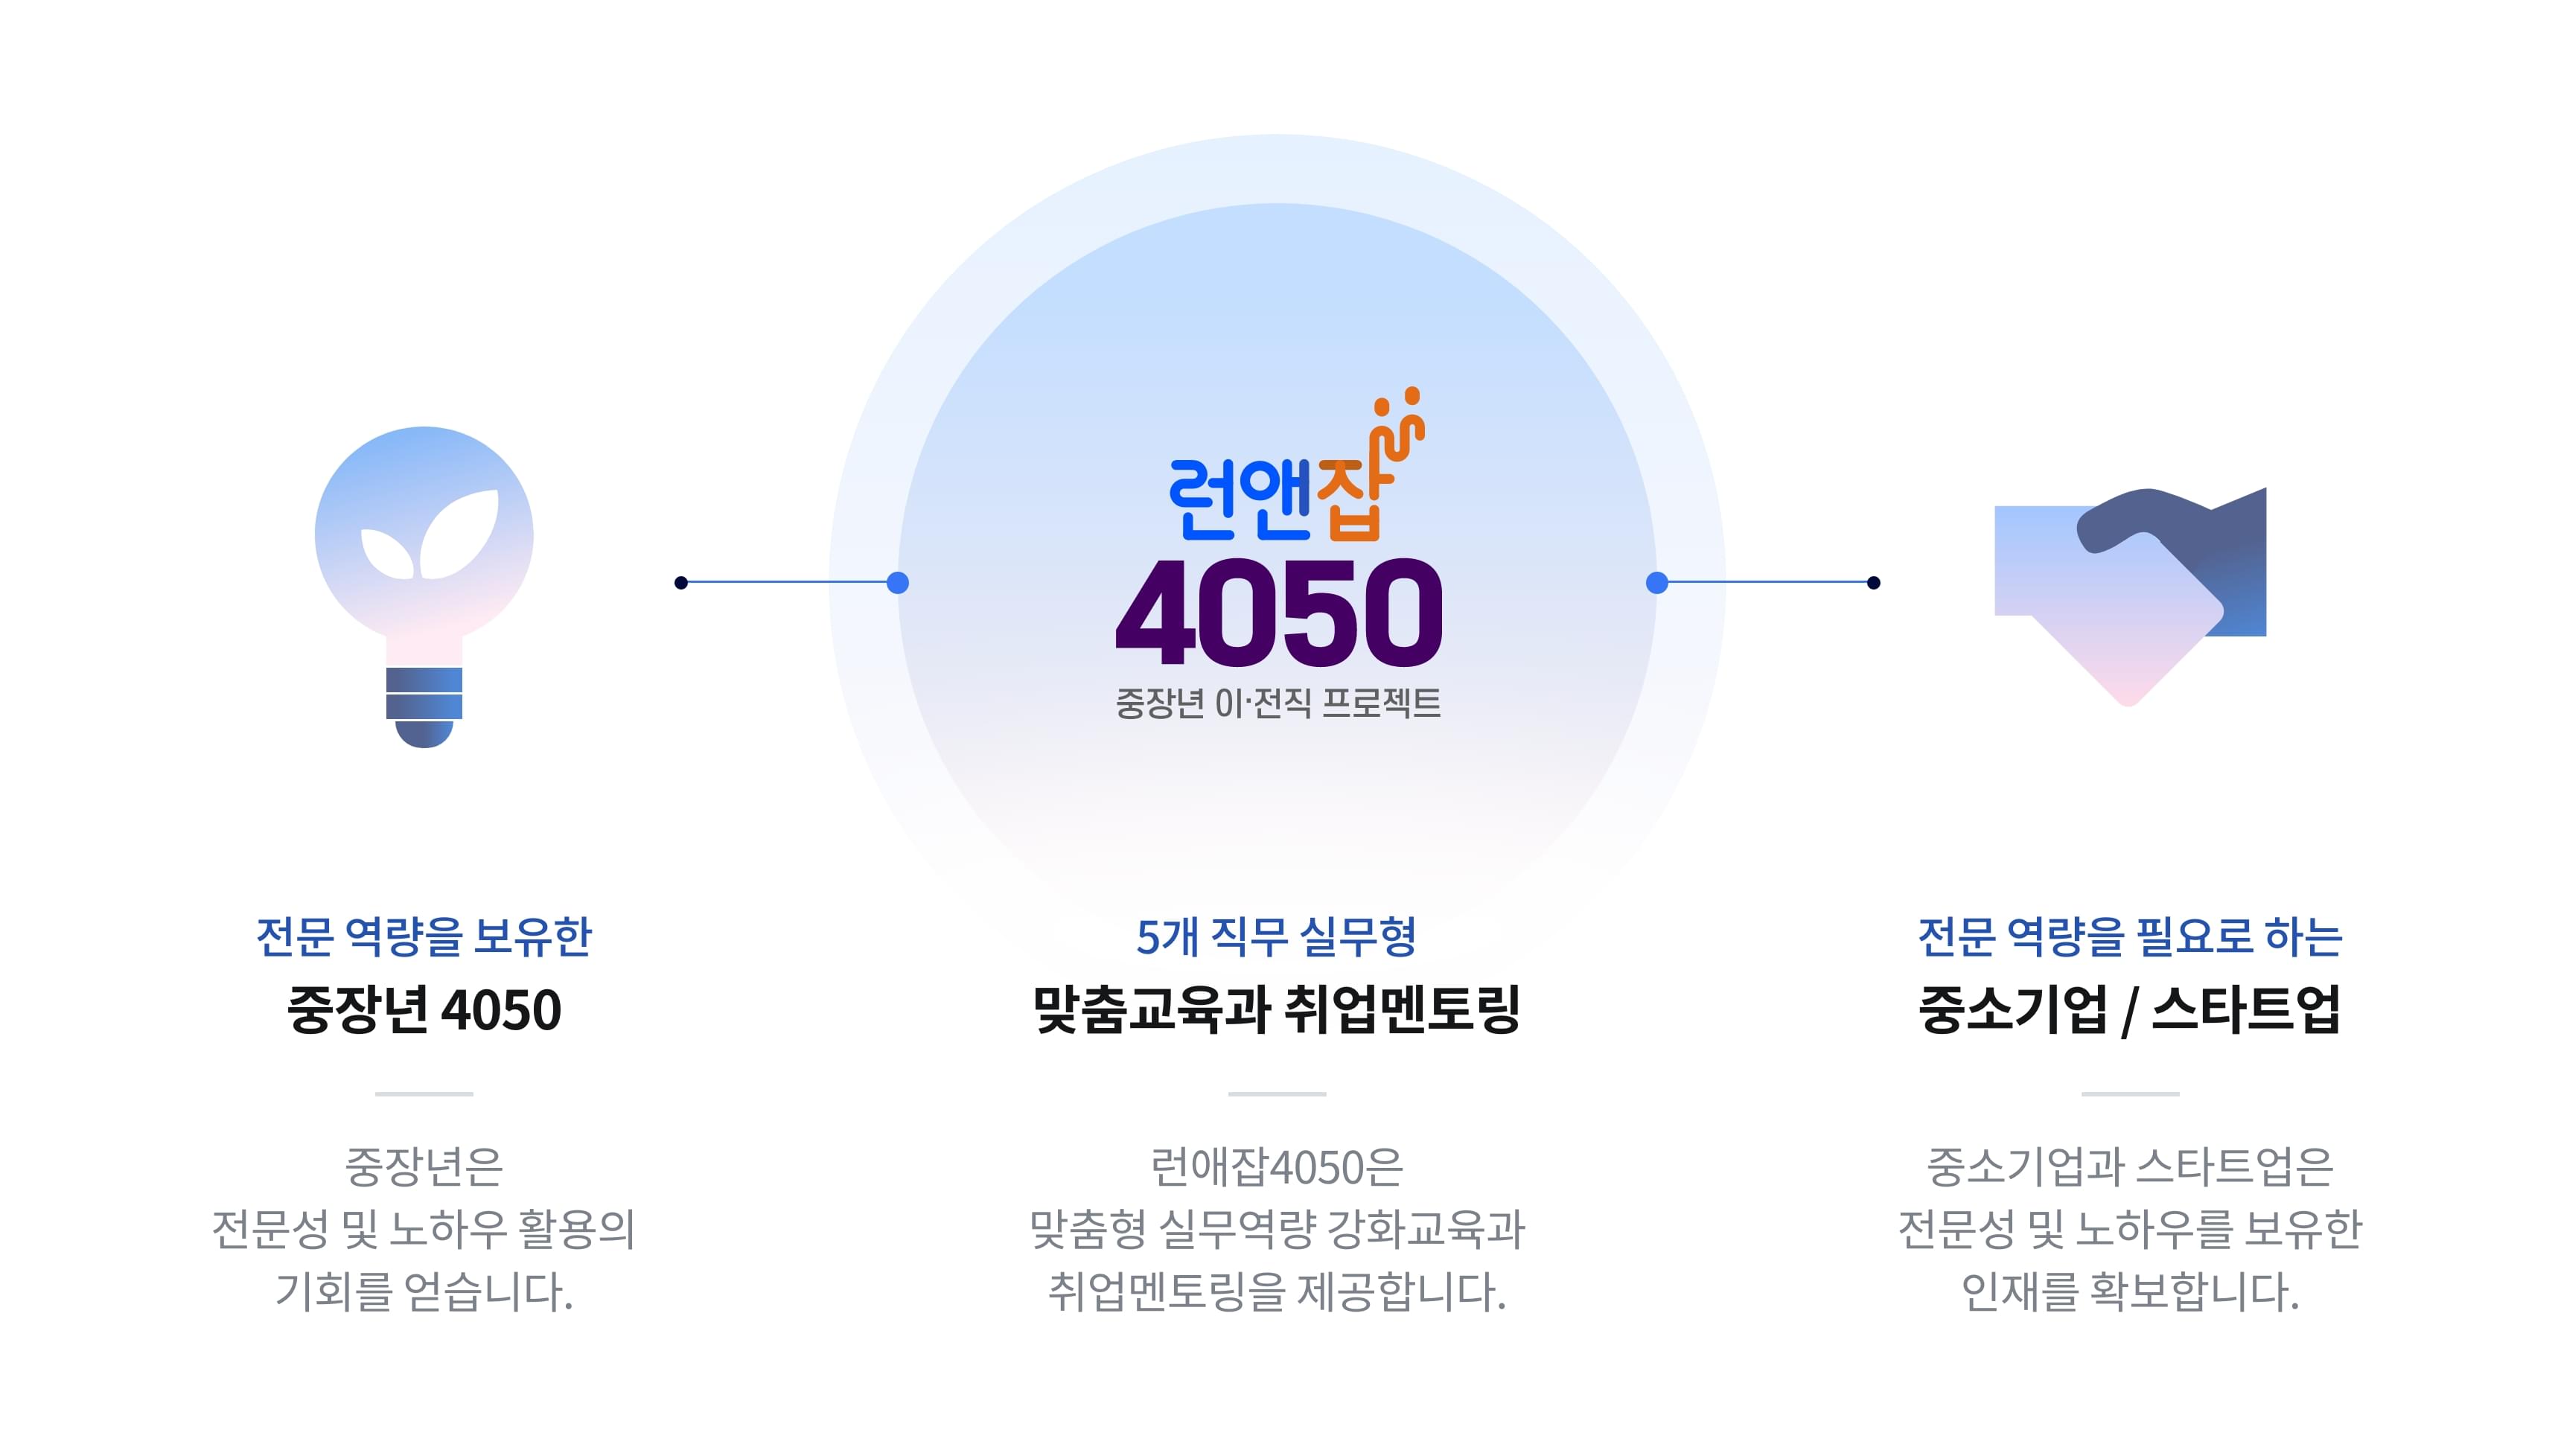 런앤잡
4050
중장년 이·전직 프로젝트
전문 역량을 보유한
중장년 4050
중장년은
전문성 및 노하우 활용의
기회를 얻습니다.
5개 직무 실무형
맞춤교육과 취업멘토링
런애잡4050은
맞춤형 실무역량 강화교육과
취업멘토링을 제공합니다.
전문 역량을 필요로 하는
중소기업 / 스타트업
중소기업과 스타트업은
전문성 및 노하우를 보유한
인재를 확보합니다.